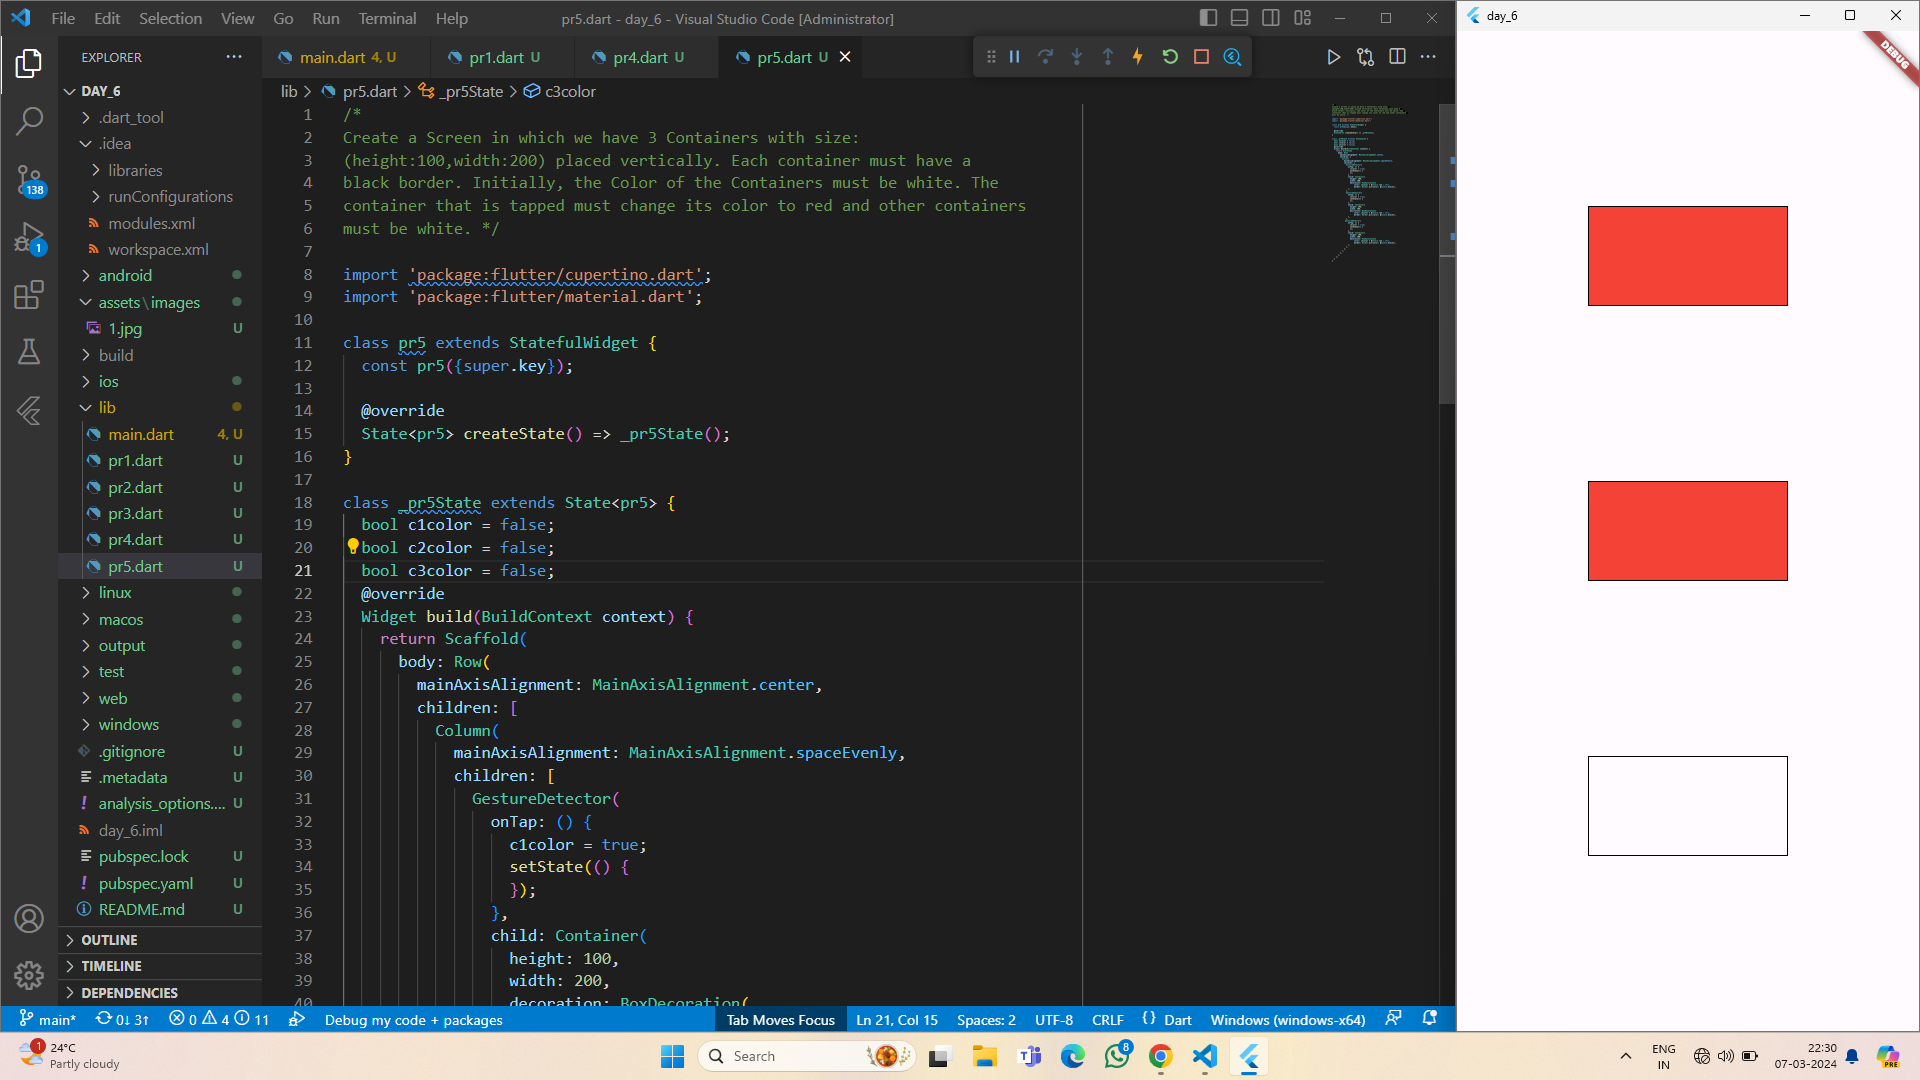 File Edit Selection View Go Run Terminal Help
pr5.dart - day_6 - Visual Studio Code [Administrator]
day_6
DEBUG
EXPLORER
main.dart 4, U
pr1.dart U
pr4.dart U
pr5.dart U
lib > pr5.dart > _pr5State > c3color
DAY_6
.dart_tool
.idea
libraries
runConfigurations
modules.xml
workspace.xml
android
assets\images
1.jpg U
build
ios
lib
main.dart 4, U
pr1.dart U
pr2.dart U
pr3.dart U
pr4.dart U
pr5.dart U
linux
macos
output
test
web
windows
.gitignore U
.metadata U
analysis_options.... U
day_6.iml
pubspec.lock U
pubspec.yaml U
README.md U
OUTLINE
TIMELINE
DEPENDENCIES
138
1
1 /*
2 Create a Screen in which we have 3 Containers with size:
3 (height:100,width:200) placed vertically. Each container must have a
4 black border. Initially, the Color of the Containers must be white. The
5 container that is tapped must change its color to red and other containers
6 must be white. */
7
8 import 'package:flutter/cupertino.dart';
9 import 'package:flutter/material.dart';
10
11 class pr5 extends StatefulWidget {
12 const pr5({super.key});
13
14 @override
15 State<pr5> createState() => _pr5State();
16 }
17
18 class _pr5State extends State<pr5> {
19 bool c1color = false;
20 bool c2color = false;
21 bool c3color = false;
22 @override
23 Widget build(BuildContext context) {
24 return Scaffold(
25 body: Row(
26 mainAxisAlignment: MainAxisAlignment.center,
27 children: [
28 Column(
29 mainAxisAlignment: MainAxisAlignment.spaceEvenly,
30 children: [
31 GestureDetector(
32 onTap: () {
33 c1color = true;
34 setState(() {
35 });
36 },
37 child: Container(
38 height: 100,
39 width: 200,
40 decoration: BoxDecoration(
main* 0↓ 3↑ 0 4 11 Debug my code + packages
Tab Moves Focus Ln 21, Col 15 Spaces: 2 UTF-8 CRLF {} Dart Windows (windows-x64)
1
24°C
Partly cloudy
Search
8
ENG
IN
22:30
07-03-2024
PRE